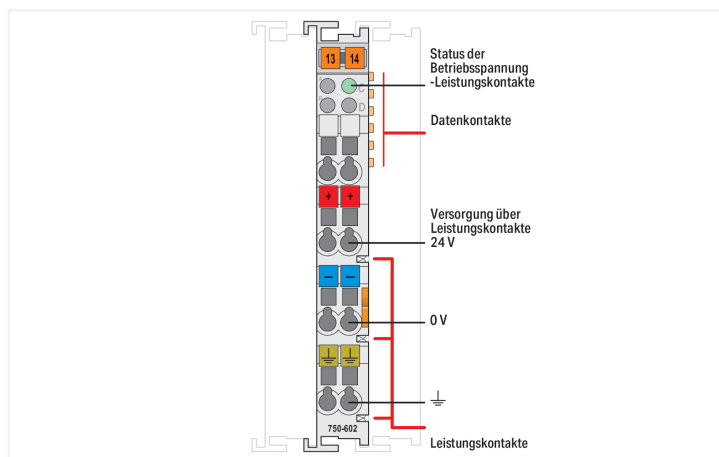 13 14
Status der
Betriebsspannung
-Leistungskontakte
C
D
Datenkontakte
+ +
Versorgung über
Leistungskontakte
24 V
— —
0 V
750-602
Leistungskontakte